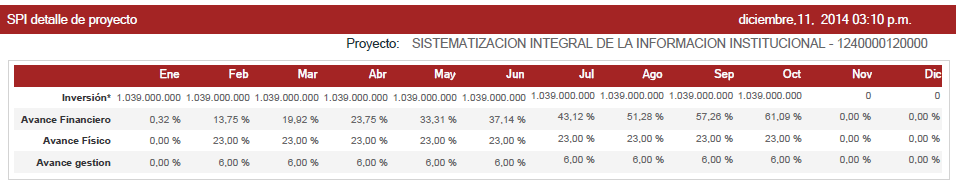 SPI detalle de proyecto diciembre,11, 2014 03:10 p.m.
Proyecto: SISTEMATIZACION INTEGRAL DE LA INFORMACION INSTITUCIONAL - 1240000120000
Ene Feb Mar Abr May Jun Jul Ago Sep Oct Nov Dic
Inversión* 1.039.000.000 1.039.000.000 1.039.000.000 1.039.000.000 1.039.000.000 1.039.000.000 1.039.000.000 1.039.000.000 1.039.000.000 1.039.000.000 0 0
Avance Financiero 0,32 % 13,75 % 19,92 % 23,75 % 33,31 % 37,14 % 43,12 % 51,28 % 57,26 % 61,09 % 0,00 % 0,00 %
Avance Físico 0,00 % 23,00 % 23,00 % 23,00 % 23,00 % 23,00 % 23,00 % 23,00 % 23,00 % 23,00 % 0,00 % 0,00 %
Avance gestion 0,00 % 6,00 % 6,00 % 6,00 % 6,00 % 6,00 % 6,00 % 6,00 % 6,00 % 6,00 % 0,00 % 0,00 %